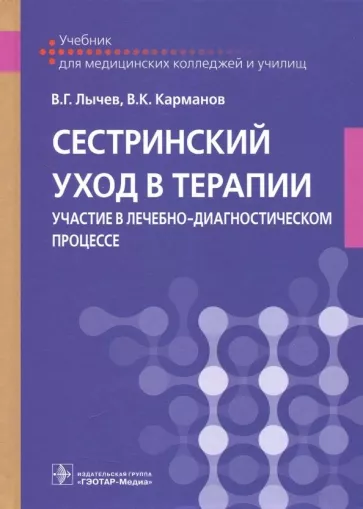 Учебник
для медицинских колледжей и училищ
В.Г. Лычев, В.К. Карманов
СЕСТРИНСКИЙ
УХОД В ТЕРАПИИ
УЧАСТИЕ В ЛЕЧЕБНО-ДИАГНОСТИЧЕСКОМ
ПРОЦЕССЕ
ИЗДАТЕЛЬСКАЯ ГРУППА
«ГЭОТАР-Медиа»